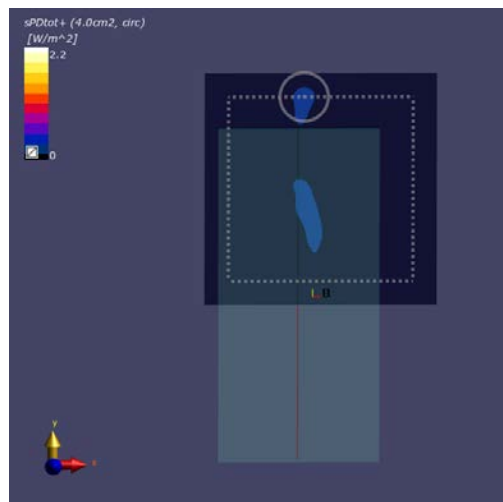 sPDtot+ (4.0cm2, circ)
[W/m^2]
2.2
0
y
x